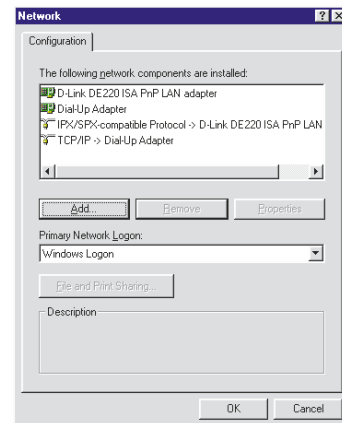 Network
Configuration
The following network components are installed:
D-Link DE220 ISA PnP LAN adapter
Dial-Up Adapter
IPX/SPX-compatible Protocol -> D-Link DE220 ISA PnP LAN
TCP/IP -> Dial-Up Adapter
Add... Remove Properties
Primary Network Logon:
Windows Logon
File and Print Sharing...
Description
OK Cancel